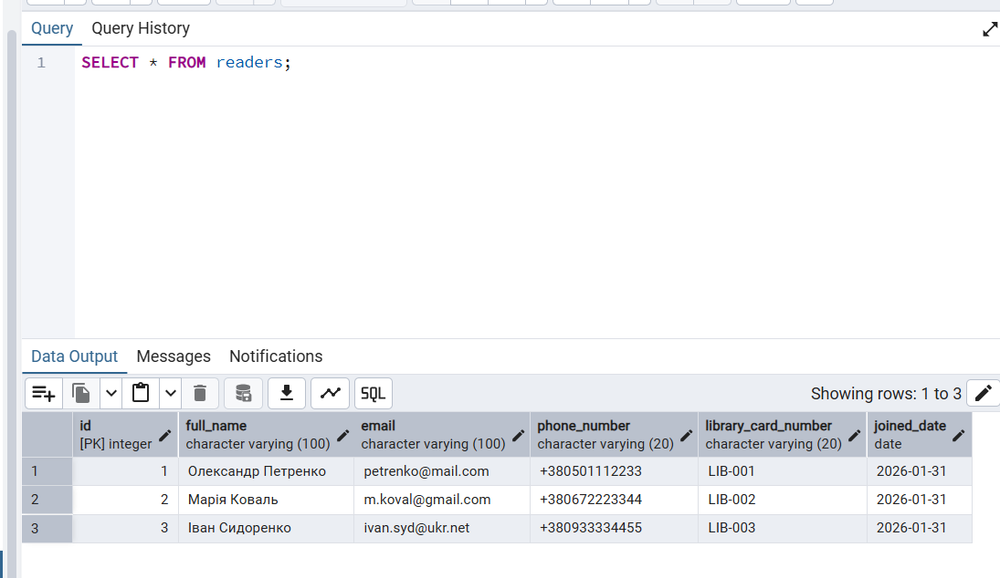 Query Query History
1 SELECT * FROM readers;
Data Output Messages Notifications
SQL Showing rows: 1 to 3
id full_name email phone_number library_card_number joined_date
[PK] integer character varying (100) character varying (100) character varying (20) character varying (20) date
1 1 Олександр Петренко petrenko@mail.com +380501112233 LIB-001 2026-01-31
2 2 Марія Коваль m.koval@gmail.com +380672223344 LIB-002 2026-01-31
3 3 Іван Сидоренко ivan.syd@ukr.net +380933334455 LIB-003 2026-01-31